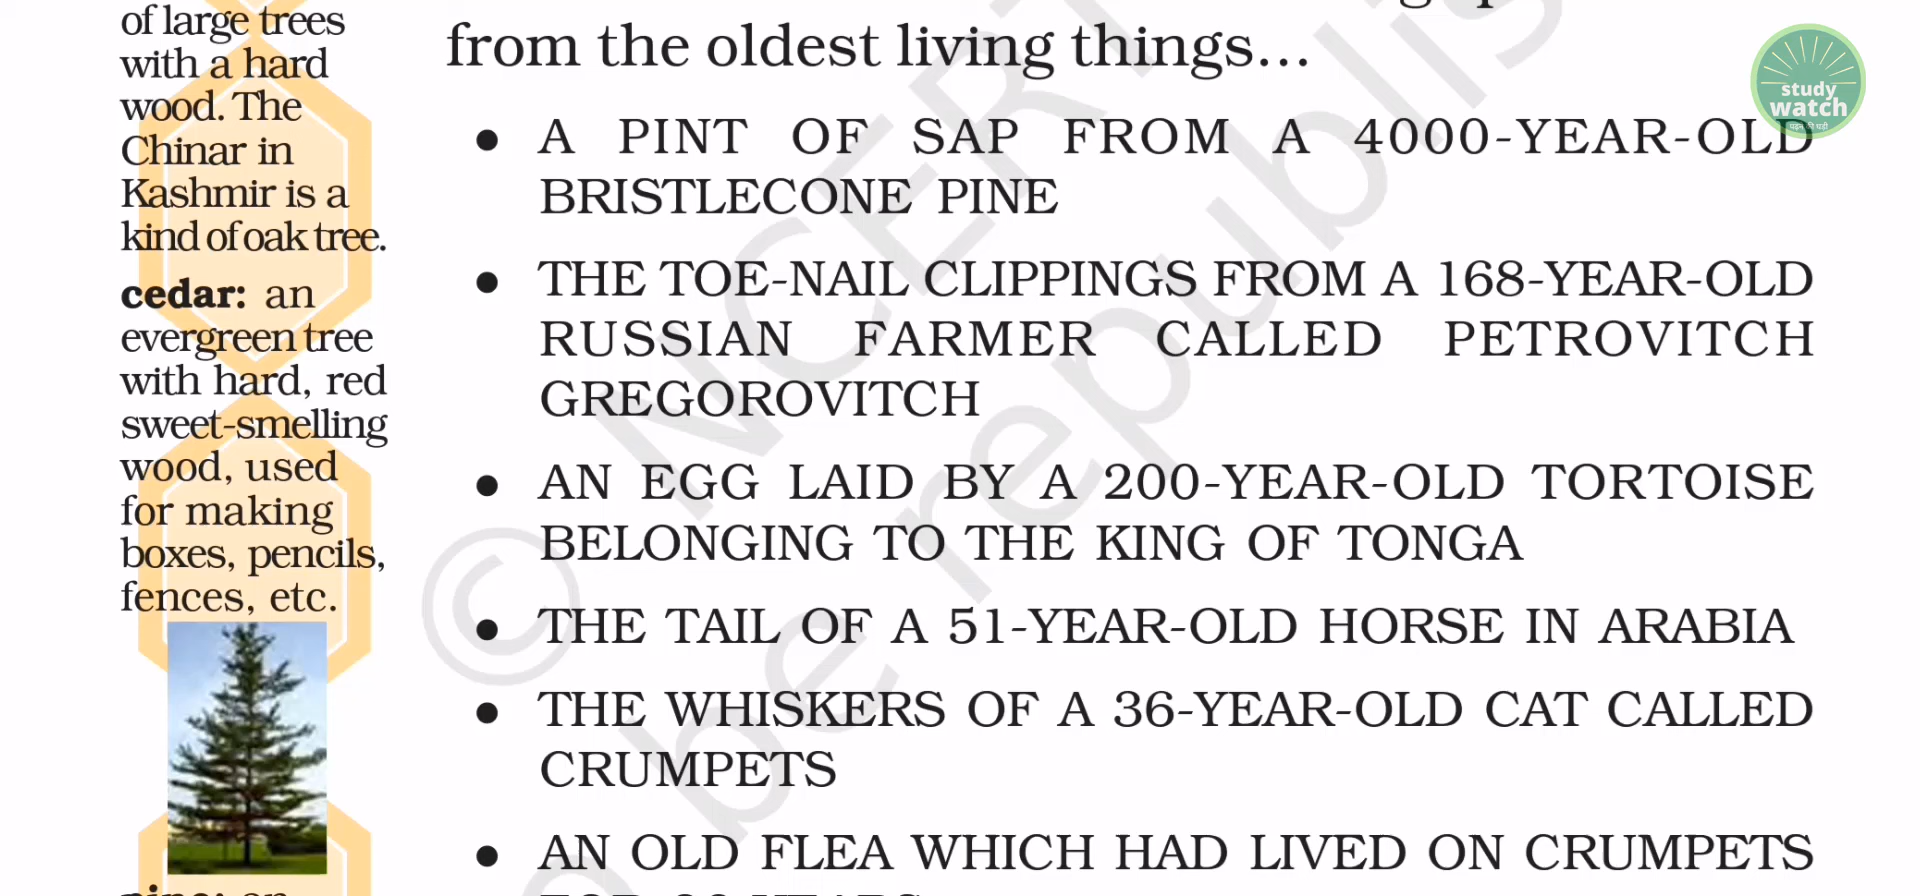 of large trees
with a hard
wood. The
Chinar in
Kashmir is a
kind of oak tree.
cedar: an
evergreen tree
with hard, red
sweet-smelling
wood, used
for making
boxes, pencils,
fences, etc.
from the oldest living things...
● A PINT OF SAP FROM A 4000-YEAR-OLD
BRISTLECONE PINE
● THE TOE-NAIL CLIPPINGS FROM A 168-YEAR-OLD
RUSSIAN FARMER CALLED PETROVITCH
GREGOROVITCH
● AN EGG LAID BY A 200-YEAR-OLD TORTOISE
BELONGING TO THE KING OF TONGA
● THE TAIL OF A 51-YEAR-OLD HORSE IN ARABIA
● THE WHISKERS OF A 36-YEAR-OLD CAT CALLED
CRUMPETS
● AN OLD FLEA WHICH HAD LIVED ON CRUMPETS
© NCERT
be republis
study
watch